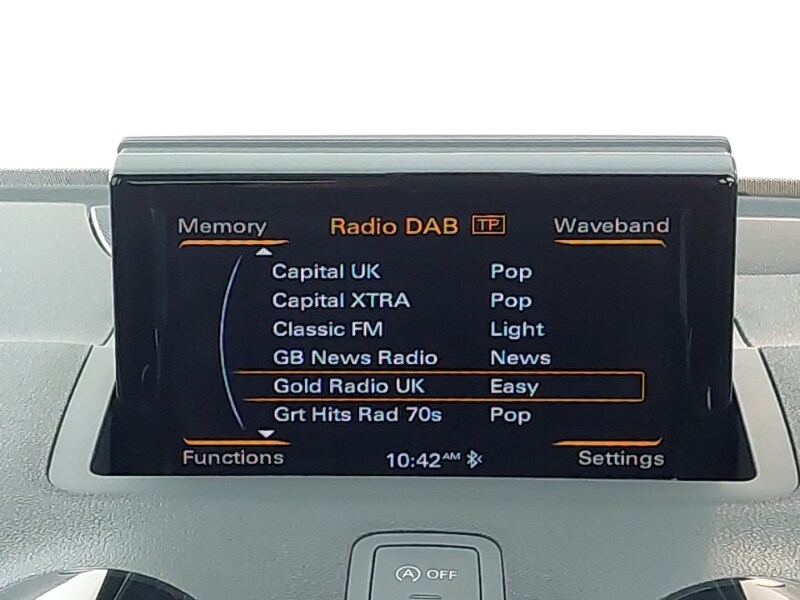 Memory Radio DAB TP Waveband
Capital UK Pop
Capital XTRA Pop
Classic FM Light
GB News Radio News
Gold Radio UK Easy
Grt Hits Rad 70s Pop
Functions 10:42AM Settings
A OFF